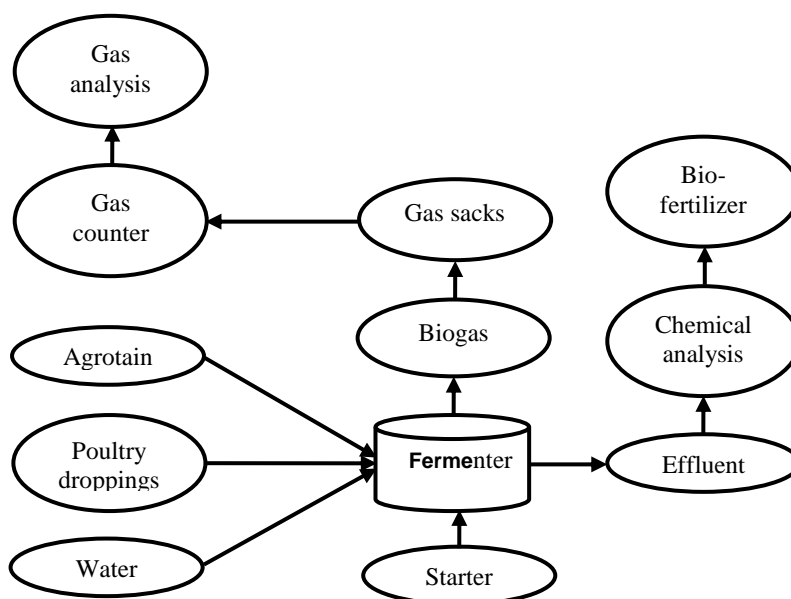 Gas
analysis
Gas
counter
Gas sacks
Bio-
fertilizer
Biogas
Chemical
analysis
Agrotain
Poultry
droppings
Fermenter
Effluent
Water
Starter